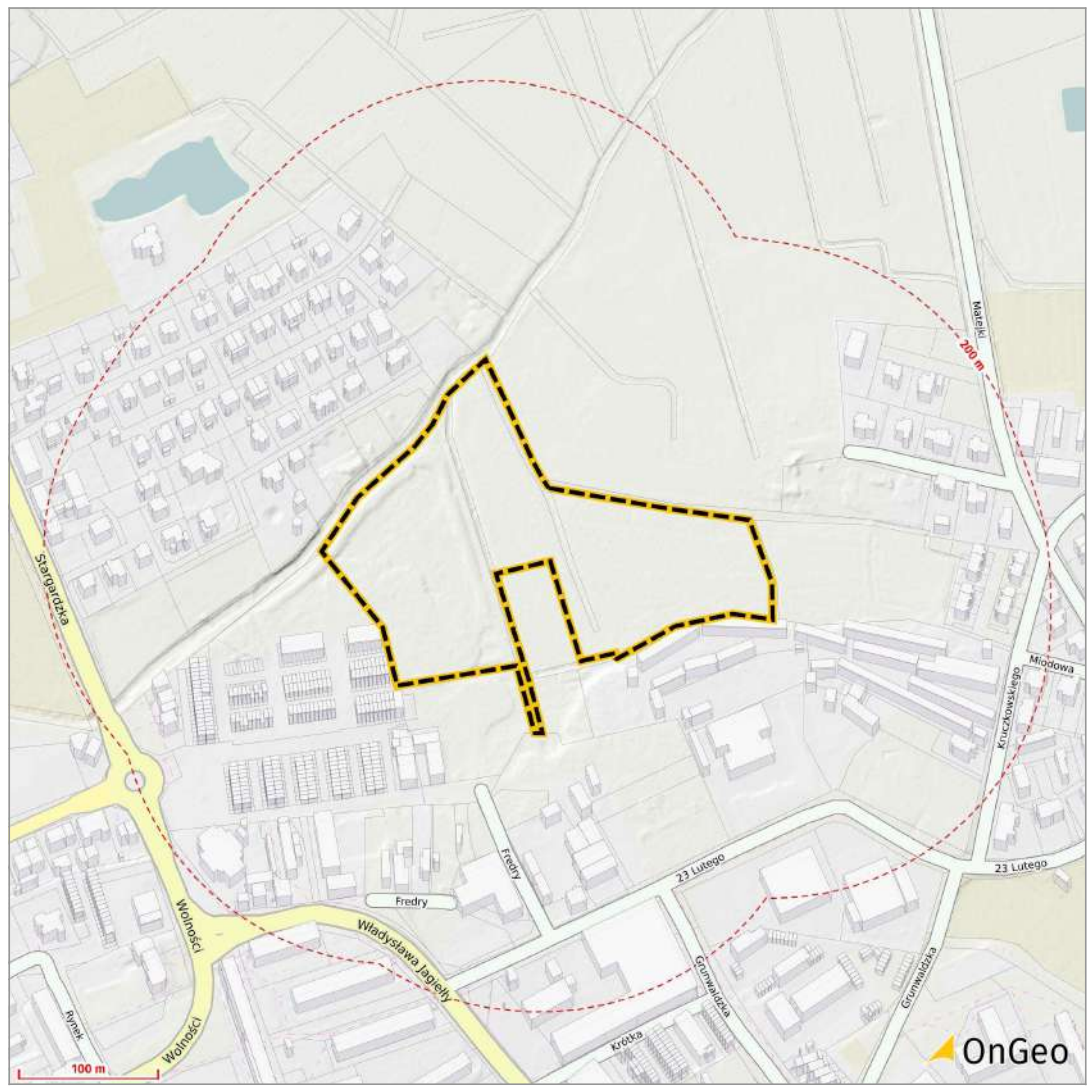 Matejki
200 m
Stargardzka
Miodowa
Kruczkowskiego
Fredry
23 Lutego
23 Lutego
Fredry
Wolności
Władysława Jagiełły
Grunwaldzka
Grunwaldzka
Rynek
Wolności
Krótka
100 m
OnGeo